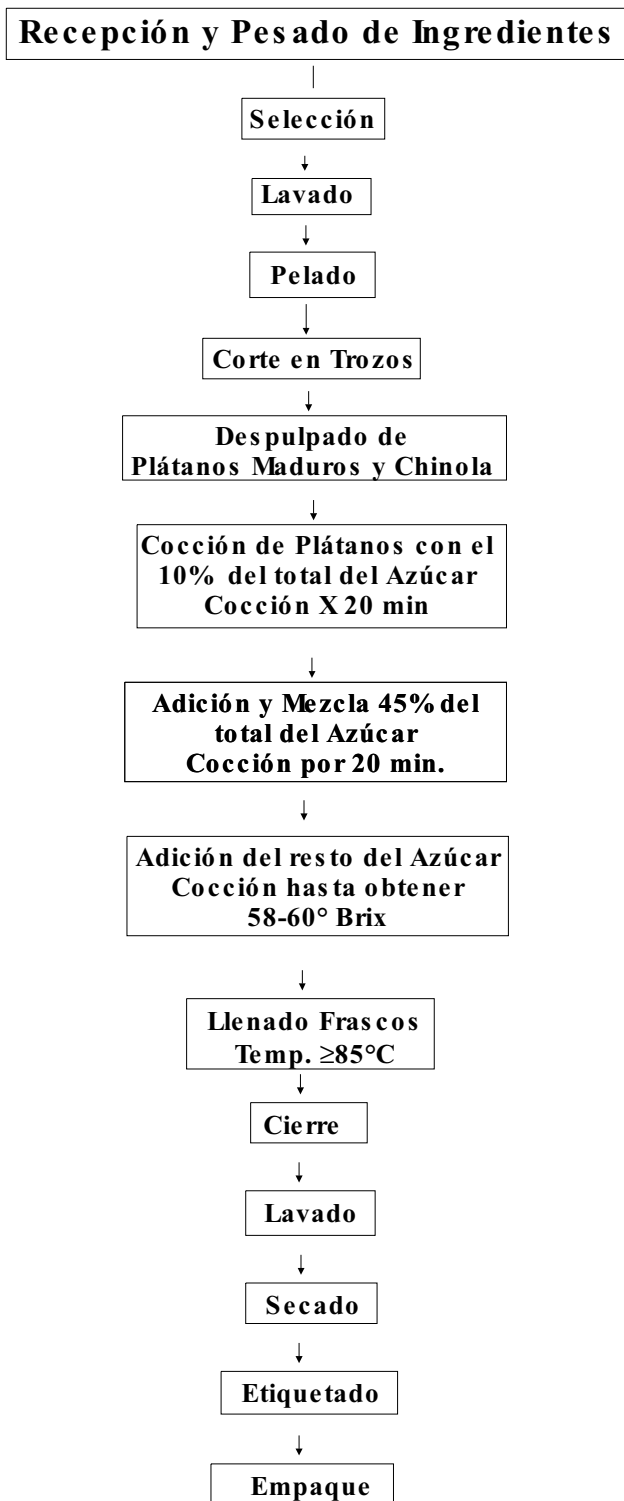 Recepción y Pesado de Ingredientes
Selección
Lavado
Pelado
Corte en Trozos
Despulpado de
Plátanos Maduros y Chinola
Cocción de Plátanos con el
10% del total del Azúcar
Cocción X 20 min
Adición y Mezcla 45% del
total del Azúcar
Cocción por 20 min.
Adición del resto del Azúcar
Cocción hasta obtener
58-60° Brix
Llenado Frascos
Temp. ≥85°C
Cierre
Lavado
Secado
Etiquetado
Empaque